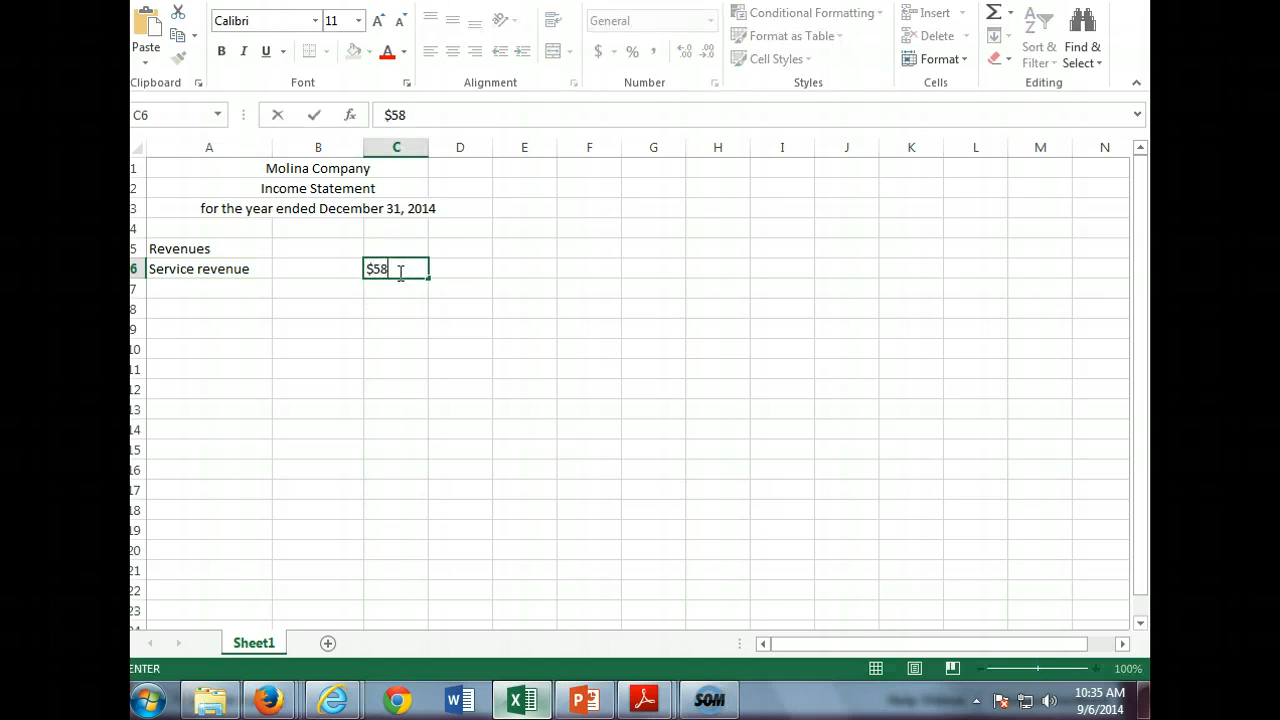 Calibri 11 General Conditional Formatting Insert
Paste B I U $ % , Format as Table Delete Sort & Find &
Cell Styles Format Filter Select
Clipboard Font Alignment Number Styles Cells Editing
C6 fx $58
A B C D E F G H I J K L M N
1 Molina Company
2 Income Statement
3 for the year ended December 31, 2014
4
5 Revenues
6 Service revenue $58
7
8
9
10
11
12
13
14
15
16
17
18
19
20
21
22
23
Sheet1
ENTER 100%
SOM 10:35 AM
9/6/2014